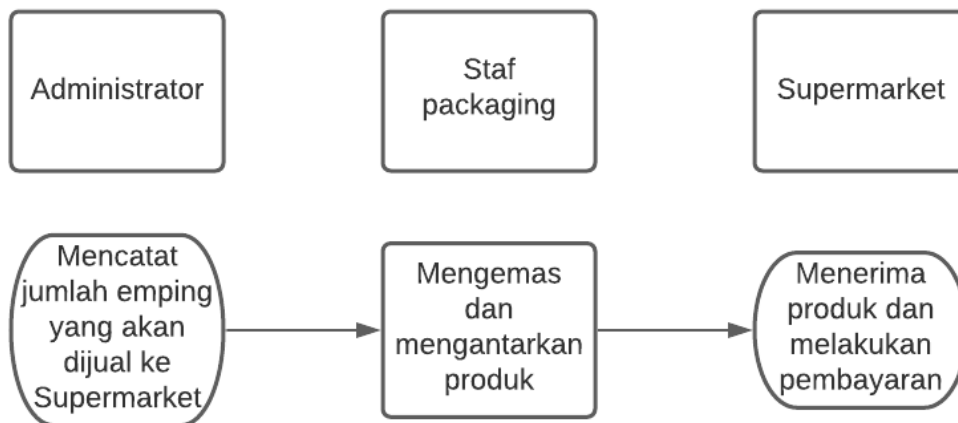 Administrator
Staf
packaging
Supermarket
Mencatat
jumlah emping
yang akan
dijual ke
Supermarket
Mengemas
dan
mengantarkan
produk
Menerima
produk dan
melakukan
pembayaran